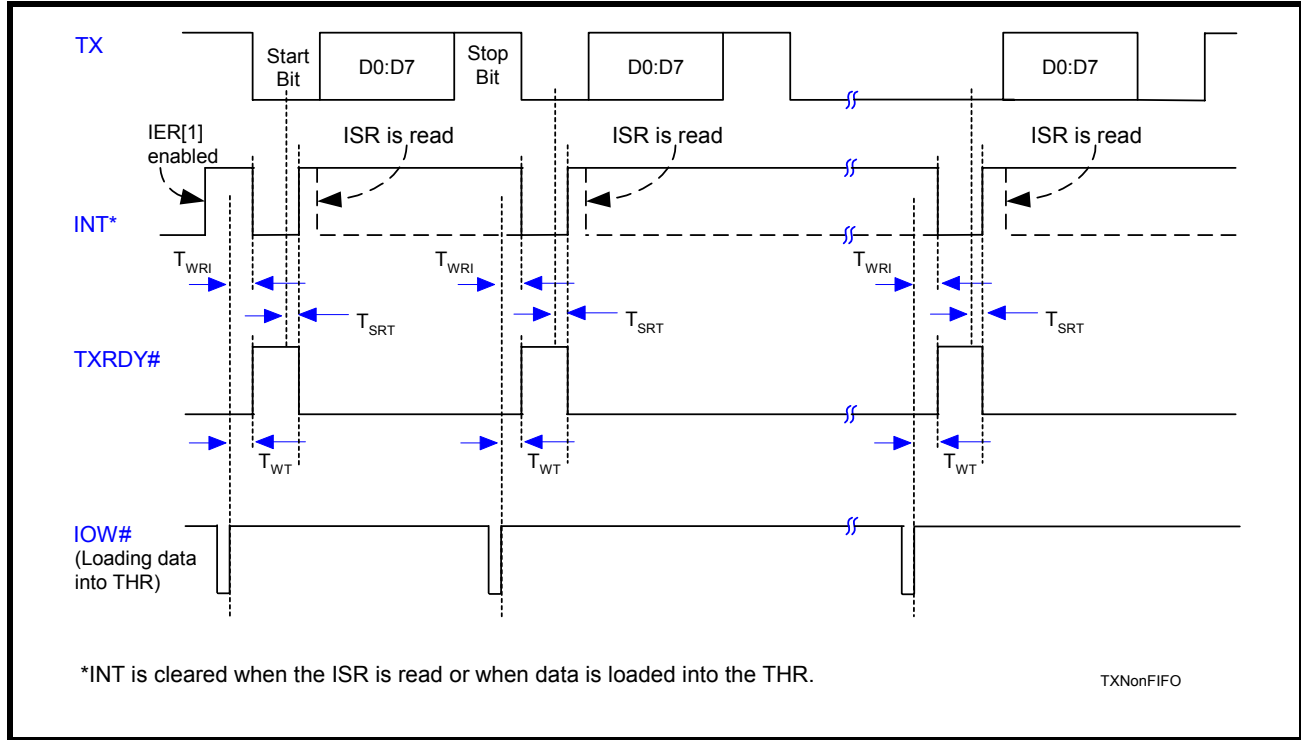 TX
Start
Bit
D0:D7
Stop
Bit
D0:D7
D0:D7
IER[1]
enabled
ISR is read
ISR is read
ISR is read
INT*
TWRI
TWRI
TWRI
TSRT
TSRT
TSRT
TXRDY#
TWT
TWT
TWT
IOW#
(Loading data
into THR)
*INT is cleared when the ISR is read or when data is loaded into the THR.
TXNonFIFO